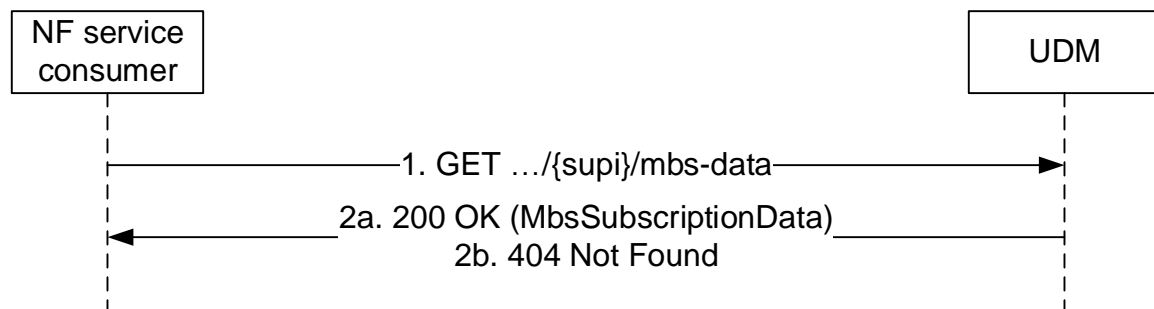 NF service
consumer
UDM
1. GET …/{supi}/mbs-data
2a. 200 OK (MbsSubscriptionData)
2b. 404 Not Found